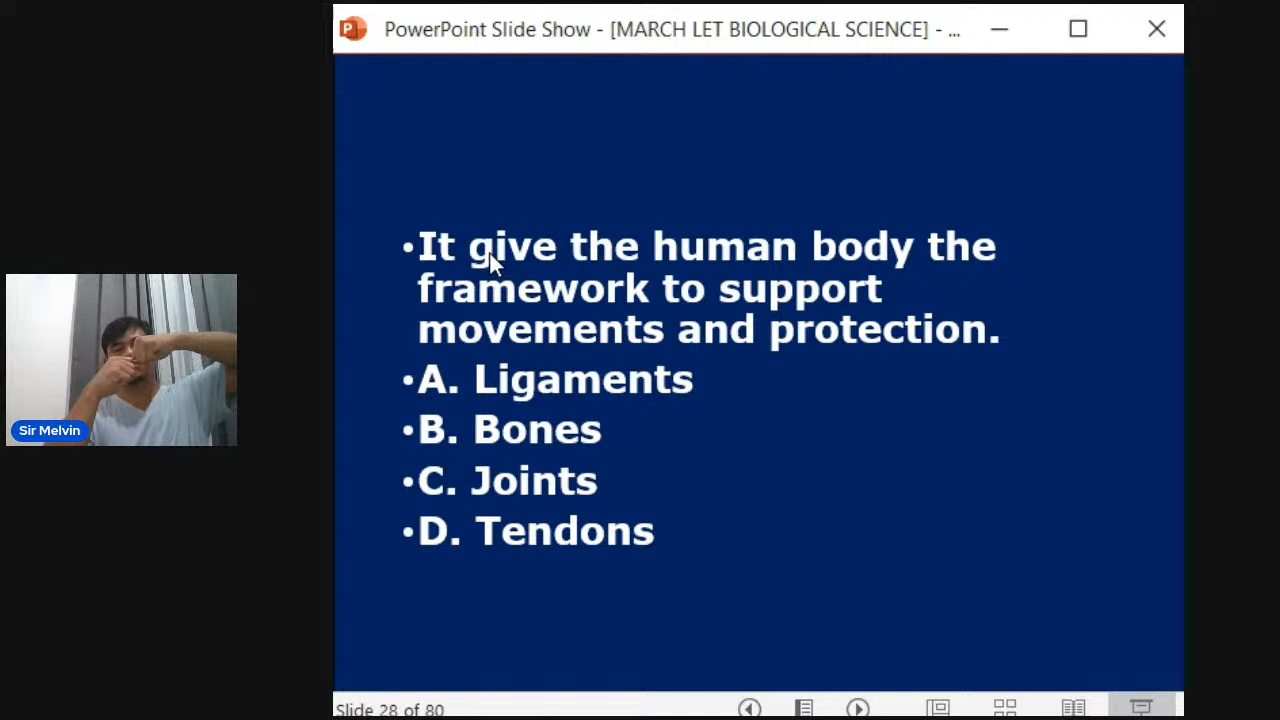 PowerPoint Slide Show - [MARCH LET BIOLOGICAL SCIENCE] - ...
•It give the human body the
framework to support
movements and protection.
•A. Ligaments
•B. Bones
•C. Joints
•D. Tendons
Sir Melvin
Slide 28 of 80